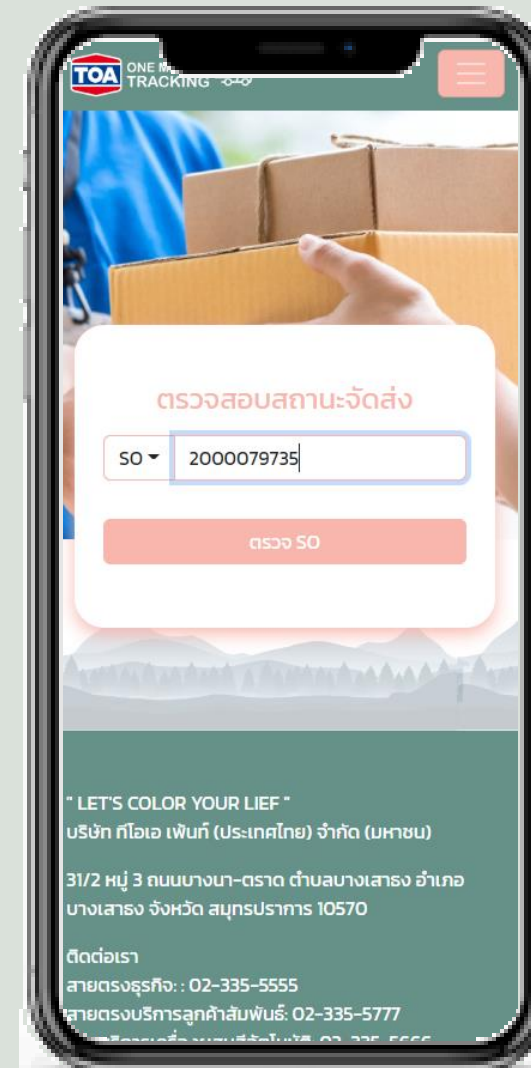 TOA ONE M
TRACKING
ตรวจสอบสถานะจัดส่ง
SO 2000079735
ตรวจ SO
" LET'S COLOR YOUR LIEF "
บริษัท ทีโอเอ เพ้นท์ (ประเทศไทย) จำกัด (มหาชน)
31/2 หมู่ 3 ถนนบางนา-ตราด ตำบลบางเสาธง อำเภอ
บางเสาธง จังหวัด สมุทรปราการ 10570
ติดต่อเรา
สายตรงธุรกิจ: : 02-335-5555
สายตรงบริการลูกค้าสัมพันธ์: 02-335-5777